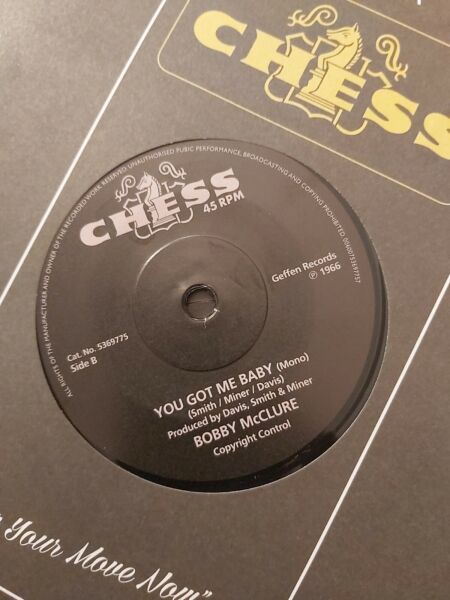 CHESS
ALL RIGHTS OF THE MANUFACTURER AND OWNER OF THE RECORDED WORK RESERVED UNAUTHORISED PUBIC PERFORMANCE, BROADCASTING AND COPYING PROHIBITED 00600753697757
CHESS
45 RPM
Geffen Records
℗ 1966
Cat. No. 5369775
Side B
YOU GOT ME BABY (Mono)
(Smith / Miner / Davis)
Produced by Davis, Smith & Miner
BOBBY McCLURE
Copyright Control
Your Move Now"